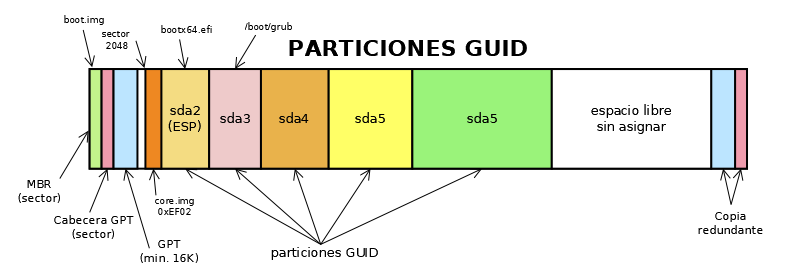 boot.img
sector
2048
bootx64.efi
/boot/grub
PARTICIONES GUID
sda2
(ESP)
sda3
sda4
sda5
sda5
espacio libre
sin asignar
MBR
(sector)
Cabecera GPT
(sector)
core.img
0xEF02
GPT
(min. 16K)
particiones GUID
Copia
redundante